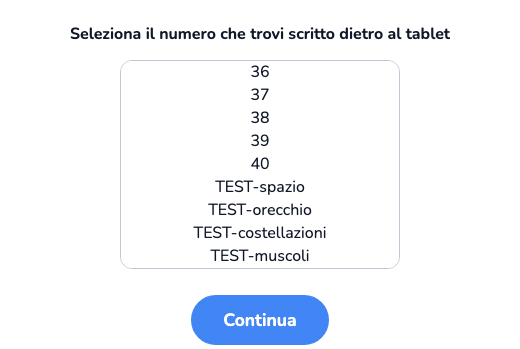 Seleziona il numero che trovi scritto dietro al tablet
36
37
38
39
40
TEST-spazio
TEST-orecchio
TEST-costellazioni
TEST-muscoli
Continua